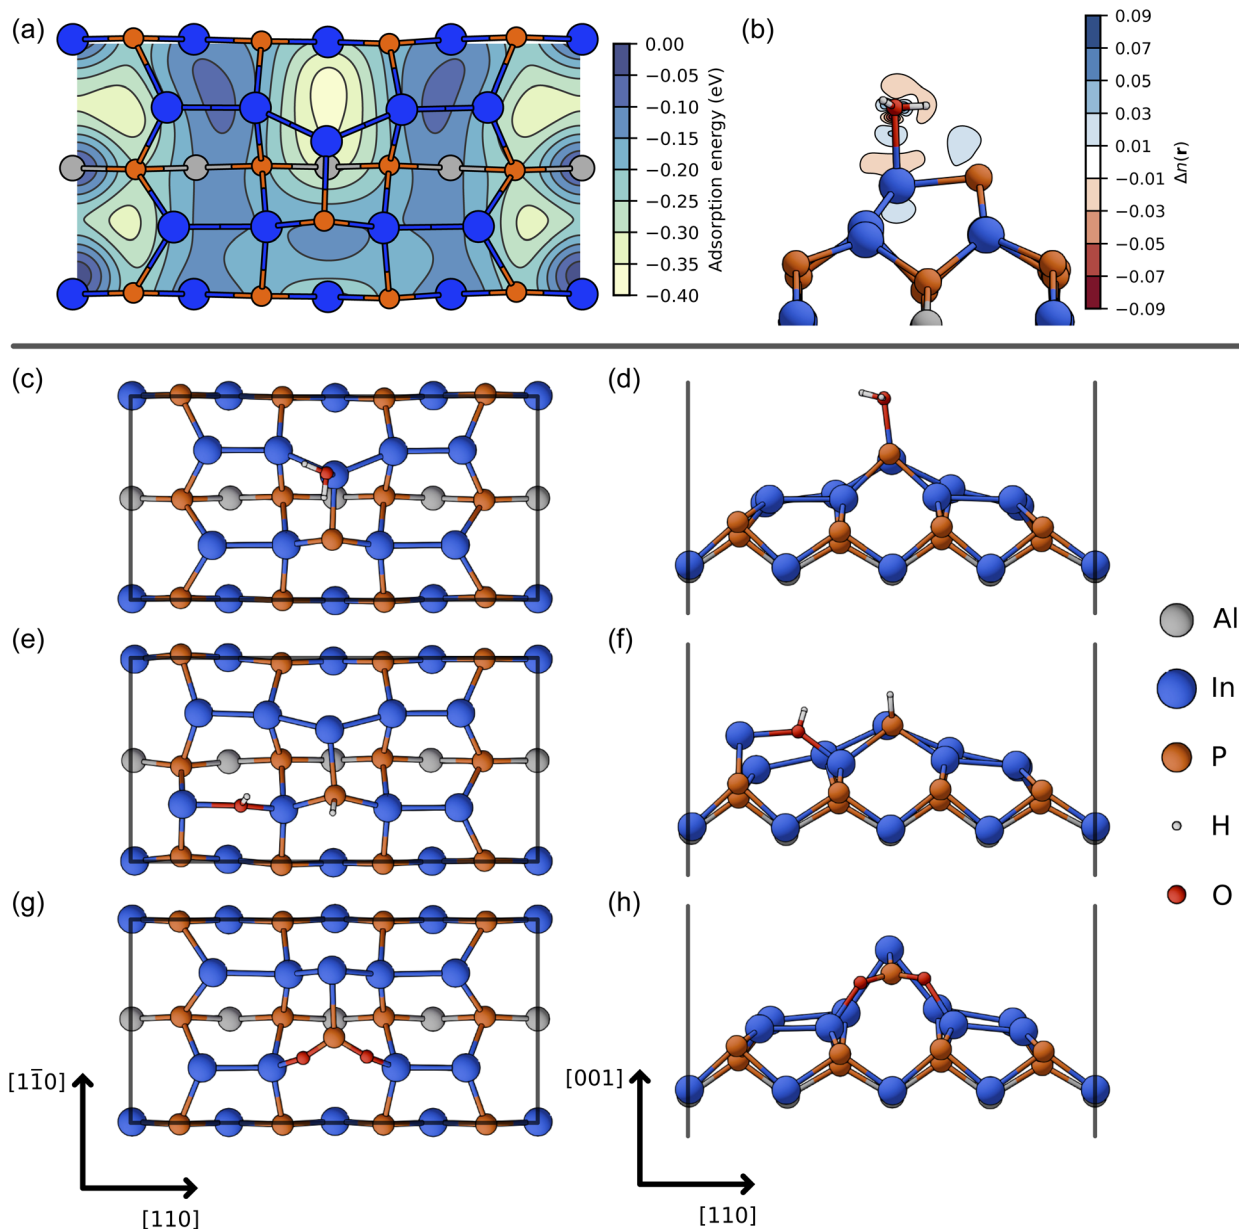 (a)
0.00
−0.05
−0.10
−0.15
−0.20
−0.25
−0.30
−0.35
−0.40
Adsorption energy (eV)
(b)
0.09
0.07
0.05
0.03
0.01
−0.01
−0.03
−0.05
−0.07
−0.09
Δn(r)
(c)
(d)
(e)
(f)
(g)
(h)
Al
In
P
H
O
[11̄0]
[110]
[001]
[110]